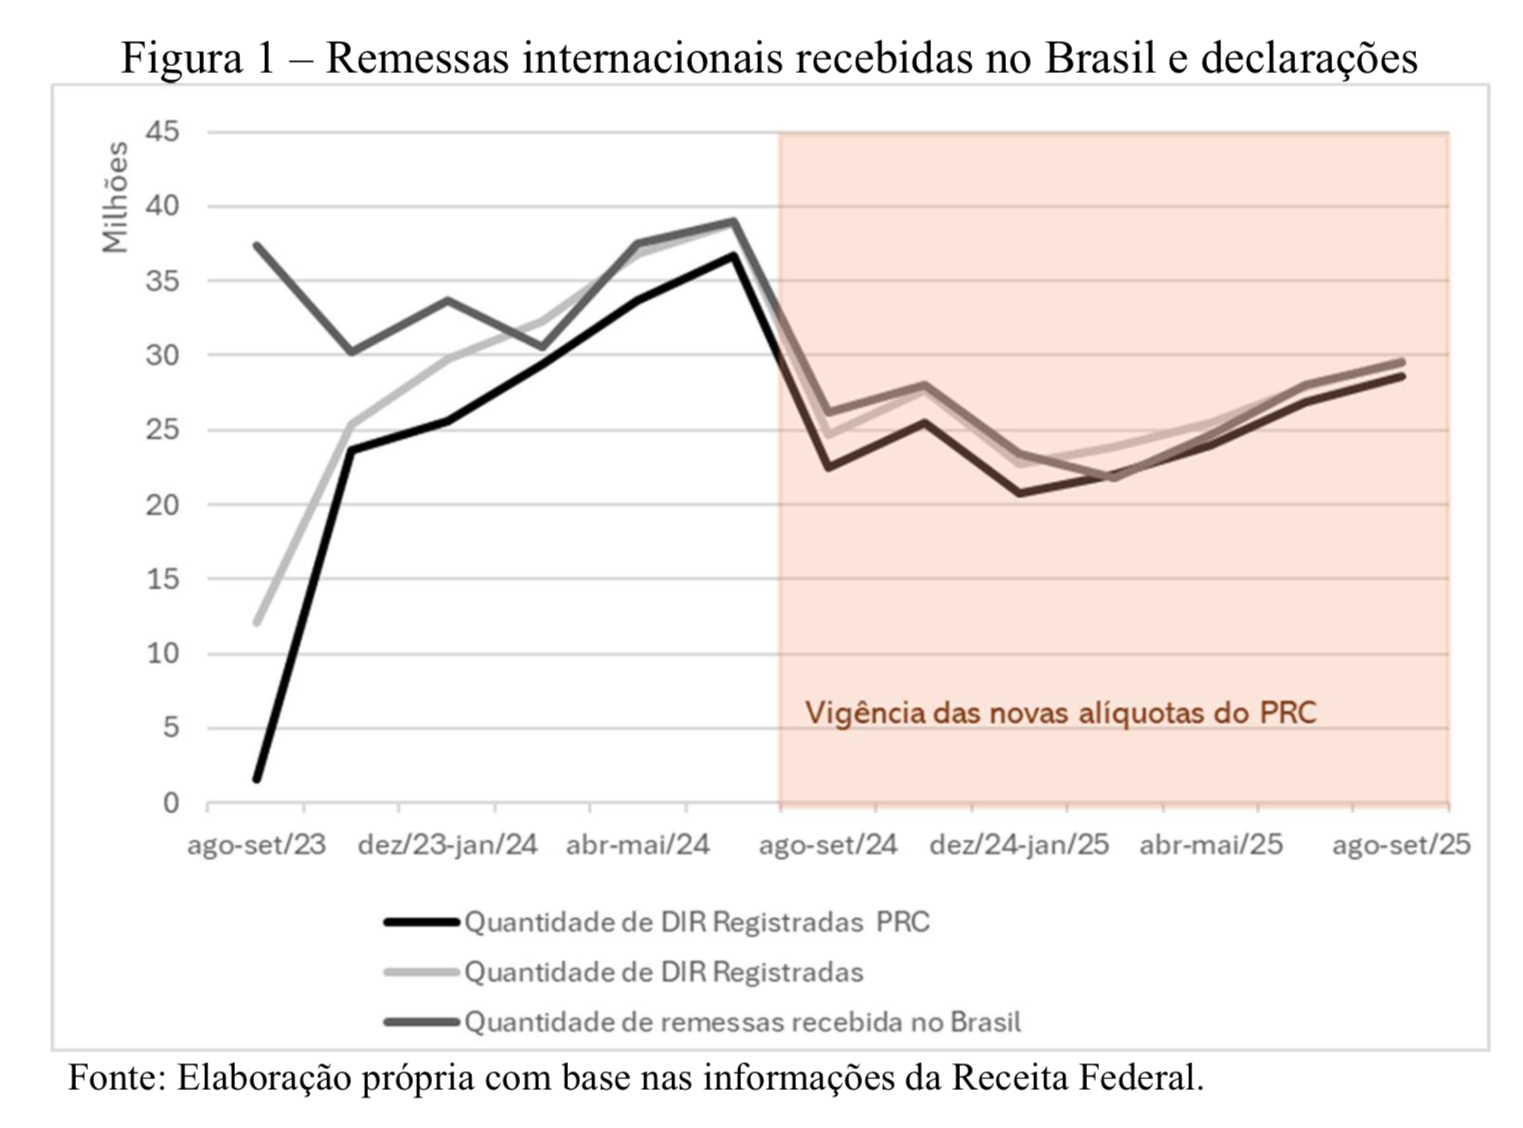 Figura 1 – Remessas internacionais recebidas no Brasil e declarações
Milhões
45
40
35
30
25
20
15
10
5
0
Vigência das novas alíquotas do PRC
ago-set/23 dez/23-jan/24 abr-mai/24 ago-set/24 dez/24-jan/25 abr-mai/25 ago-set/25
Quantidade de DIR Registradas PRC
Quantidade de DIR Registradas
Quantidade de remessas recebida no Brasil
Fonte: Elaboração própria com base nas informações da Receita Federal.